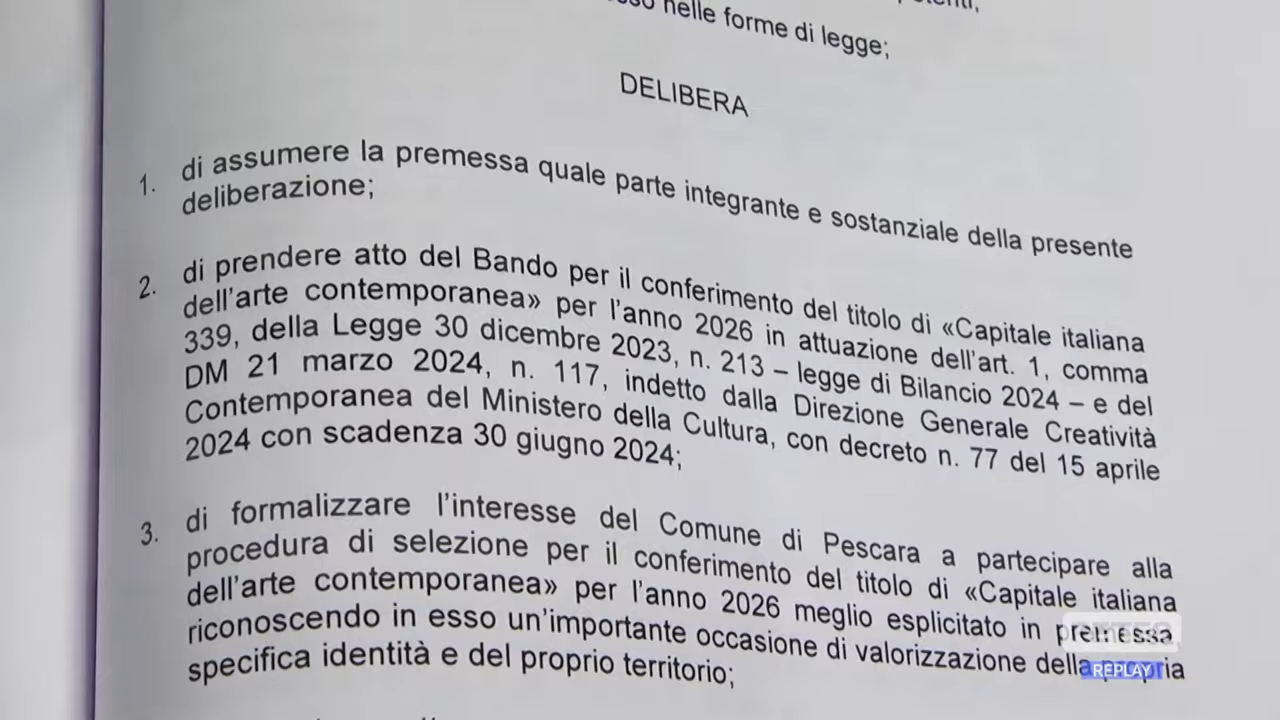 nelle forme di legge;
DELIBERA
1. di assumere la premessa quale parte integrante e sostanziale della presente
deliberazione;
2. di prendere atto del Bando per il conferimento del titolo di «Capitale italiana
dell'arte contemporanea» per l'anno 2026 in attuazione dell'art. 1, comma
339, della Legge 30 dicembre 2023, n. 213 – legge di Bilancio 2024 – e del
DM 21 marzo 2024, n. 117, indetto dalla Direzione Generale Creatività
Contemporanea del Ministero della Cultura, con decreto n. 77 del 15 aprile
2024 con scadenza 30 giugno 2024;
3. di formalizzare l'interesse del Comune di Pescara a partecipare alla
procedura di selezione per il conferimento del titolo di «Capitale italiana
dell'arte contemporanea» per l'anno 2026 meglio esplicitato in premessa,
riconoscendo in esso un'importante occasione di valorizzazione della propria
specifica identità e del proprio territorio;
REPLAY